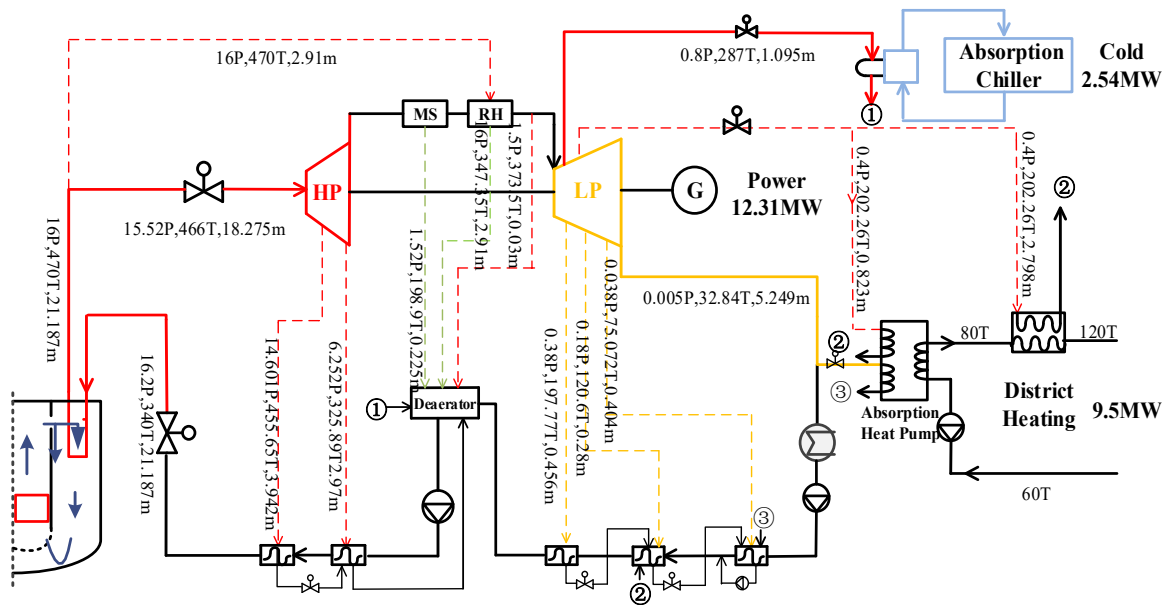 16P,470T,2.91m
0.8P,287T,1.095m
Absorption
Chiller
Cold
2.54MW
①
MS
RH
16P,347.35T,2.91m
1.5P,373.5T,0.03m
HP
LP
G
Power
12.31MW
0.4P,202.26T,0.823m
0.4P,202.26T,2.798m
②
15.52P,466T,18.275m
16P,470T,21.187m
1.52P,198.9T,0.225m
0.005P,32.84T,5.249m
0.038P,75.072T,0.404m
0.18P,120.6T,0.28m
0.38P,197.77T,0.456m
14.601P,455.65T,3.942m
6.252P,325.89T2.97m
16.2P,340T,21.187m
80T
120T
②
③
Absorption
Heat Pump
District
Heating
9.5MW
60T
①
Deaerator
③
②